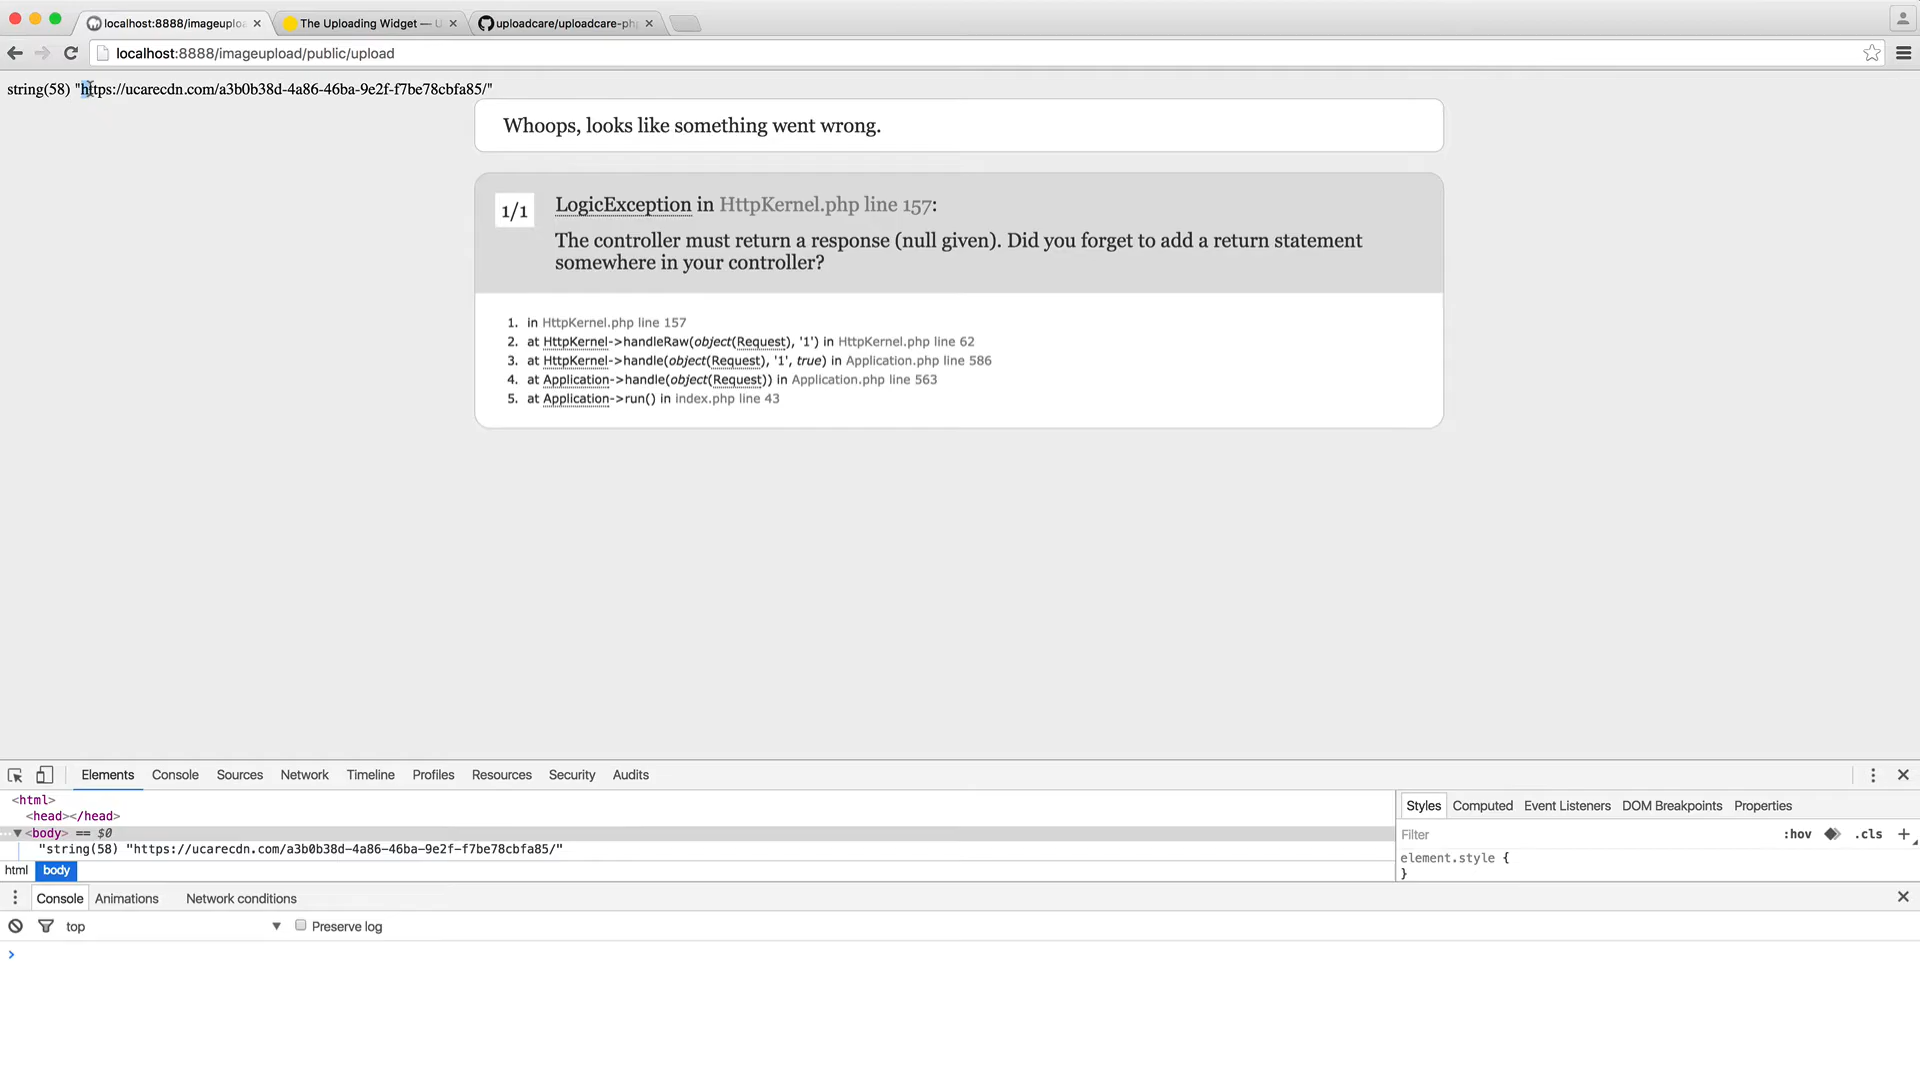 localhost:8888/imageuploa
The Uploading Widget — U
uploadcare/uploadcare-php
localhost:8888/imageupload/public/upload
string(58) "https://ucarecdn.com/a3b0b38d-4a86-46ba-9e2f-f7be78cbfa85/"
Whoops, looks like something went wrong.
1/1
LogicException in HttpKernel.php line 157:
The controller must return a response (null given). Did you forget to add a return statement
somewhere in your controller?
1. in HttpKernel.php line 157
2. at HttpKernel->handleRaw(object(Request), '1') in HttpKernel.php line 62
3. at HttpKernel->handle(object(Request), '1', true) in Application.php line 586
4. at Application->handle(object(Request)) in Application.php line 563
5. at Application->run() in index.php line 43
Elements Console Sources Network Timeline Profiles Resources Security Audits
<html>
<head></head>
<body> == $0
"string(58) "https://ucarecdn.com/a3b0b38d-4a86-46ba-9e2f-f7be78cbfa85/"
html body
Styles Computed Event Listeners DOM Breakpoints Properties
Filter :hov .cls +
element.style {
}
Console Animations Network conditions
top Preserve log
>